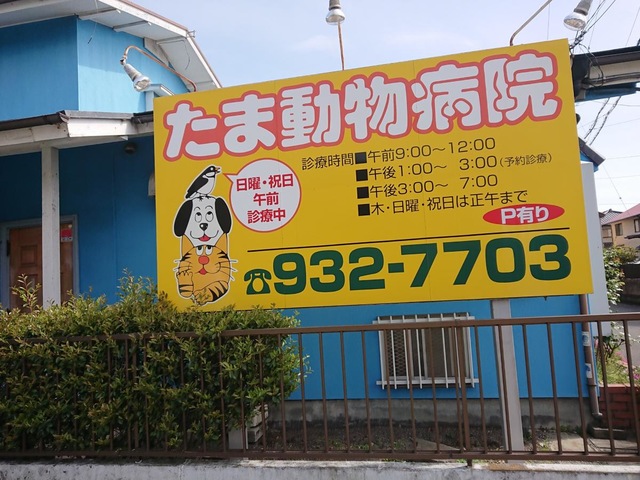 たま動物病院
診療時間■午前9:00〜12:00
■午後1:00〜 3:00(予約診療)
■午後3:00〜 7:00
■木・日曜・祝日は正午まで
P有り
日曜・祝日
午前
診療中
☎932-7703